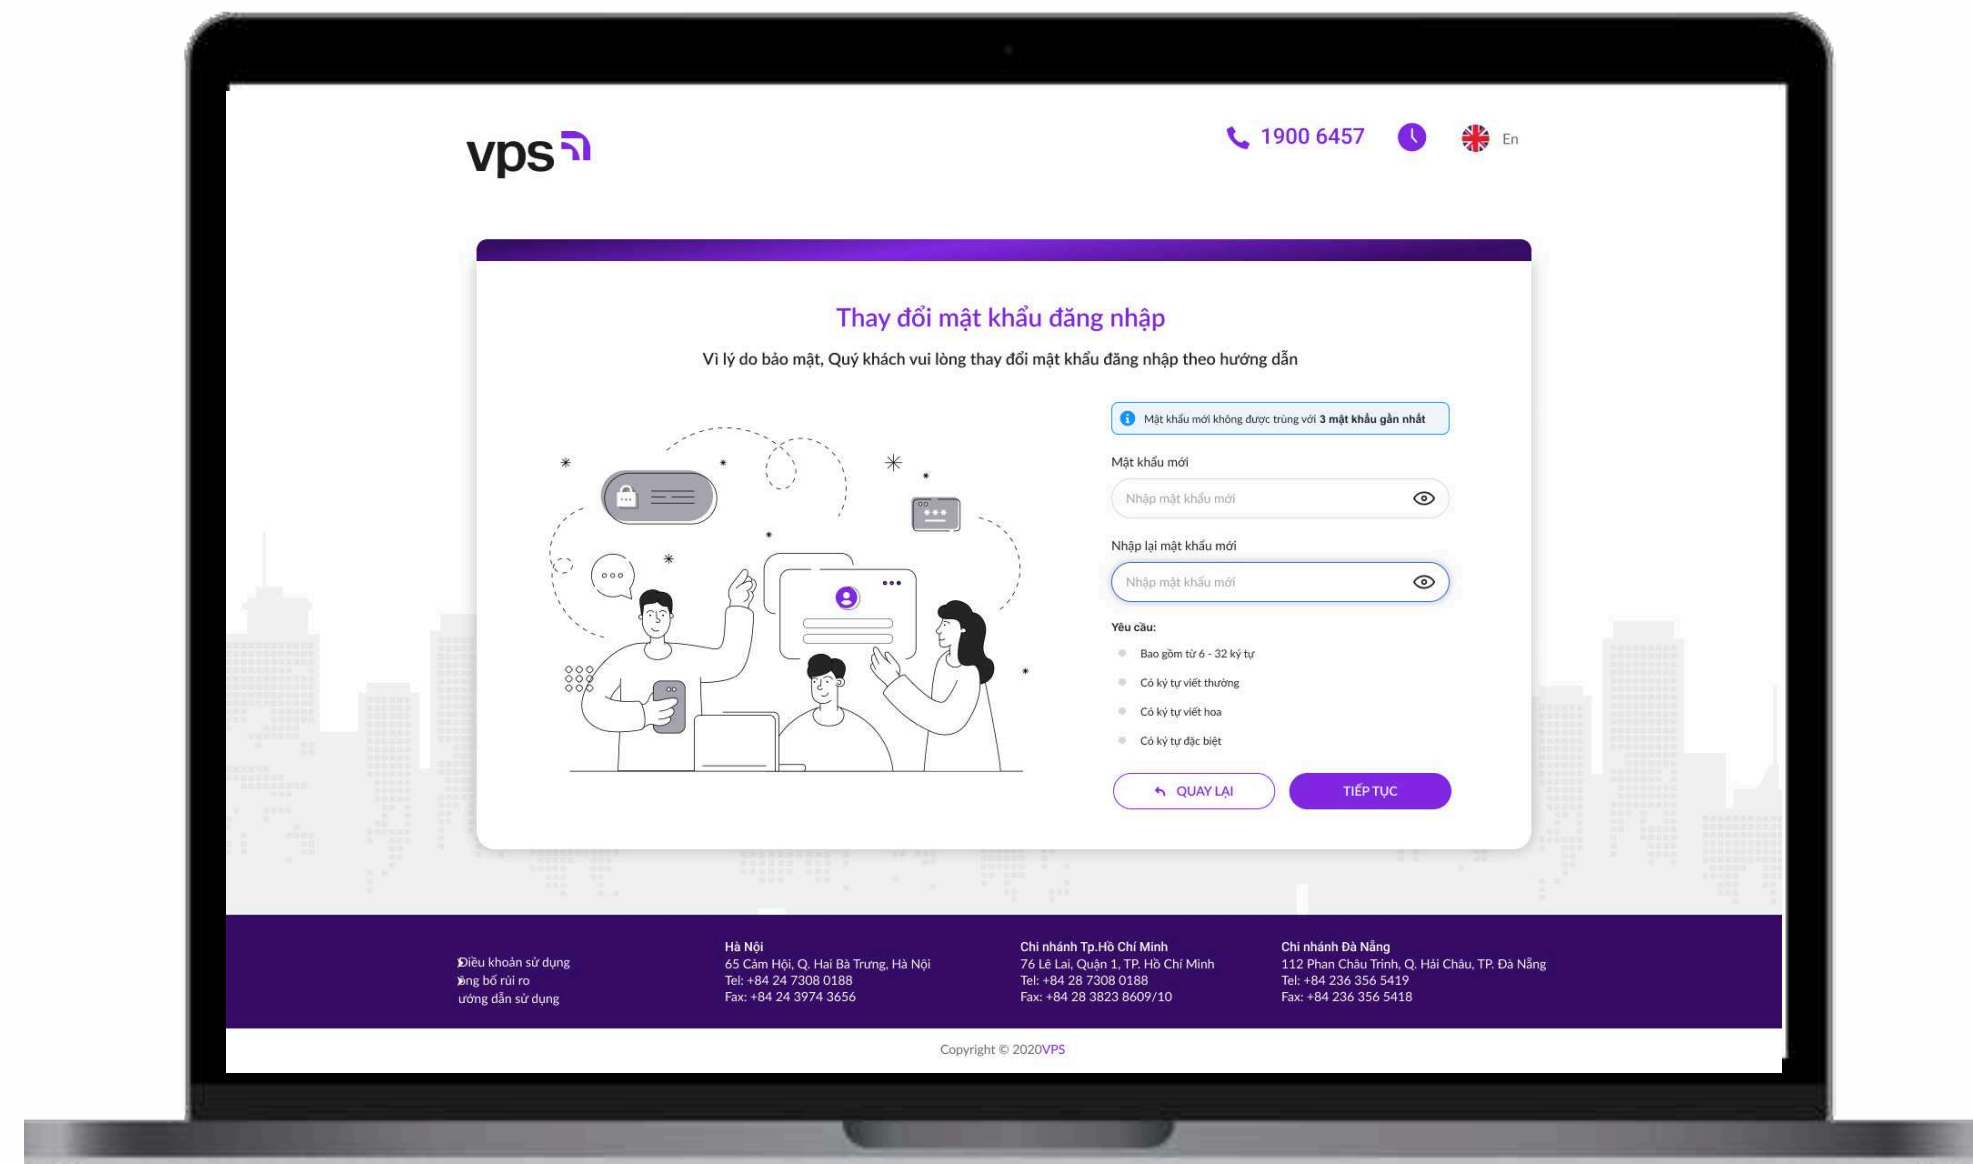 vps
1900 6457
En
Thay đổi mật khẩu đăng nhập
Vì lý do bảo mật, Quý khách vui lòng thay đổi mật khẩu đăng nhập theo hướng dẫn
Mật khẩu mới không được trùng với 3 mật khẩu gần nhất
Mật khẩu mới
Nhập mật khẩu mới
Nhập lại mật khẩu mới
Nhập mật khẩu mới
Yêu cầu:
Bao gồm từ 6 - 32 ký tự
Có ký tự viết thường
Có ký tự viết hoa
Có ký tự đặc biệt
QUAY LẠI
TIẾP TỤC
Điều khoản sử dụng
ông bố rủi ro
ướng dẫn sử dụng
Hà Nội
65 Cảm Hội, Q. Hai Bà Trưng, Hà Nội
Tel: +84 24 7308 0188
Fax: +84 24 3974 3656
Chi nhánh Tp.Hồ Chí Minh
76 Lê Lai, Quận 1, TP. Hồ Chí Minh
Tel: +84 28 7308 0188
Fax: +84 28 3823 8609/10
Chi nhánh Đà Nẵng
112 Phan Châu Trinh, Q. Hải Châu, TP. Đà Nẵng
Tel: +84 236 356 5419
Fax: +84 236 356 5418
Copyright © 2020VPS